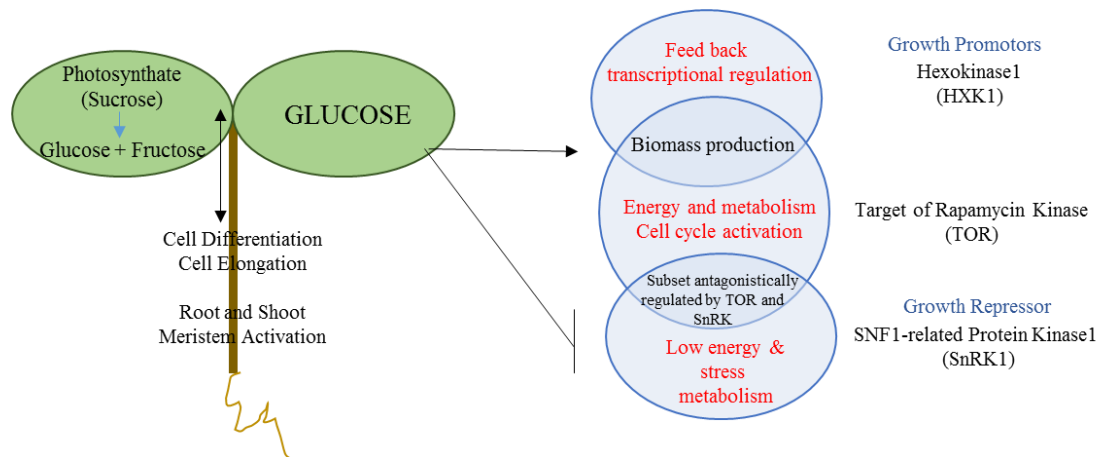 Photosynthate
(Sucrose)
Glucose + Fructose
GLUCOSE
Cell Differentiation
Cell Elongation
Root and Shoot
Meristem Activation
Feed back
transcriptional regulation
Biomass production
Energy and metabolism
Cell cycle activation
Subset antagonistically
regulated by TOR and
SnRK
Low energy &
stress
metabolism
Growth Promotors
Hexokinase1
(HXK1)
Target of Rapamycin Kinase
(TOR)
Growth Repressor
SNF1-related Protein Kinase1
(SnRK1)